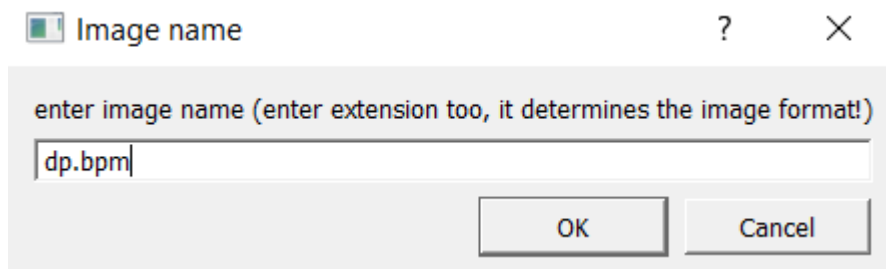 Image name
?
enter image name (enter extension too, it determines the image format!)
dp.bpm
OK Cancel